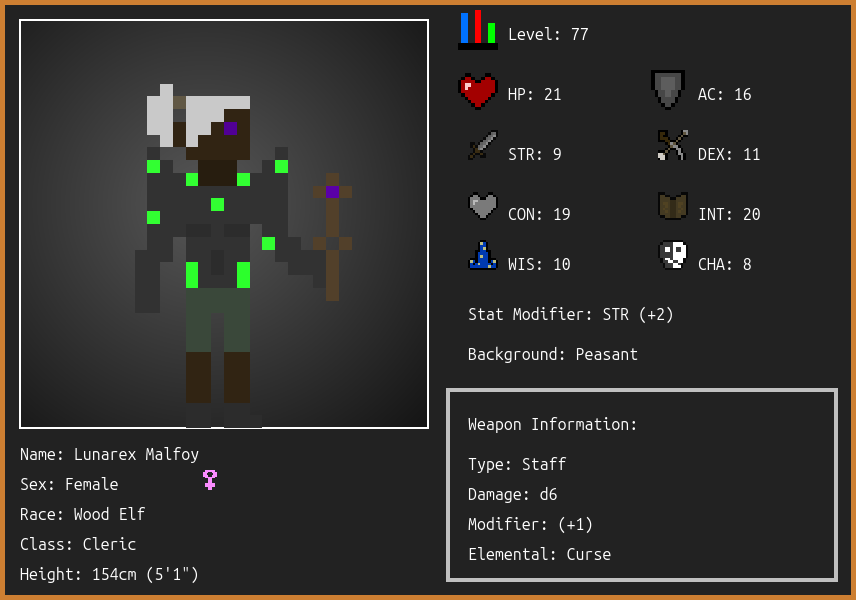 Level: 77
HP: 21
AC: 16
STR: 9
DEX: 11
CON: 19
INT: 20
WIS: 10
CHA: 8
Stat Modifier: STR (+2)
Background: Peasant
Weapon Information:
Type: Staff
Damage: d6
Modifier: (+1)
Elemental: Curse
Name: Lunarex Malfoy
Sex: Female
Race: Wood Elf
Class: Cleric
Height: 154cm (5'1")